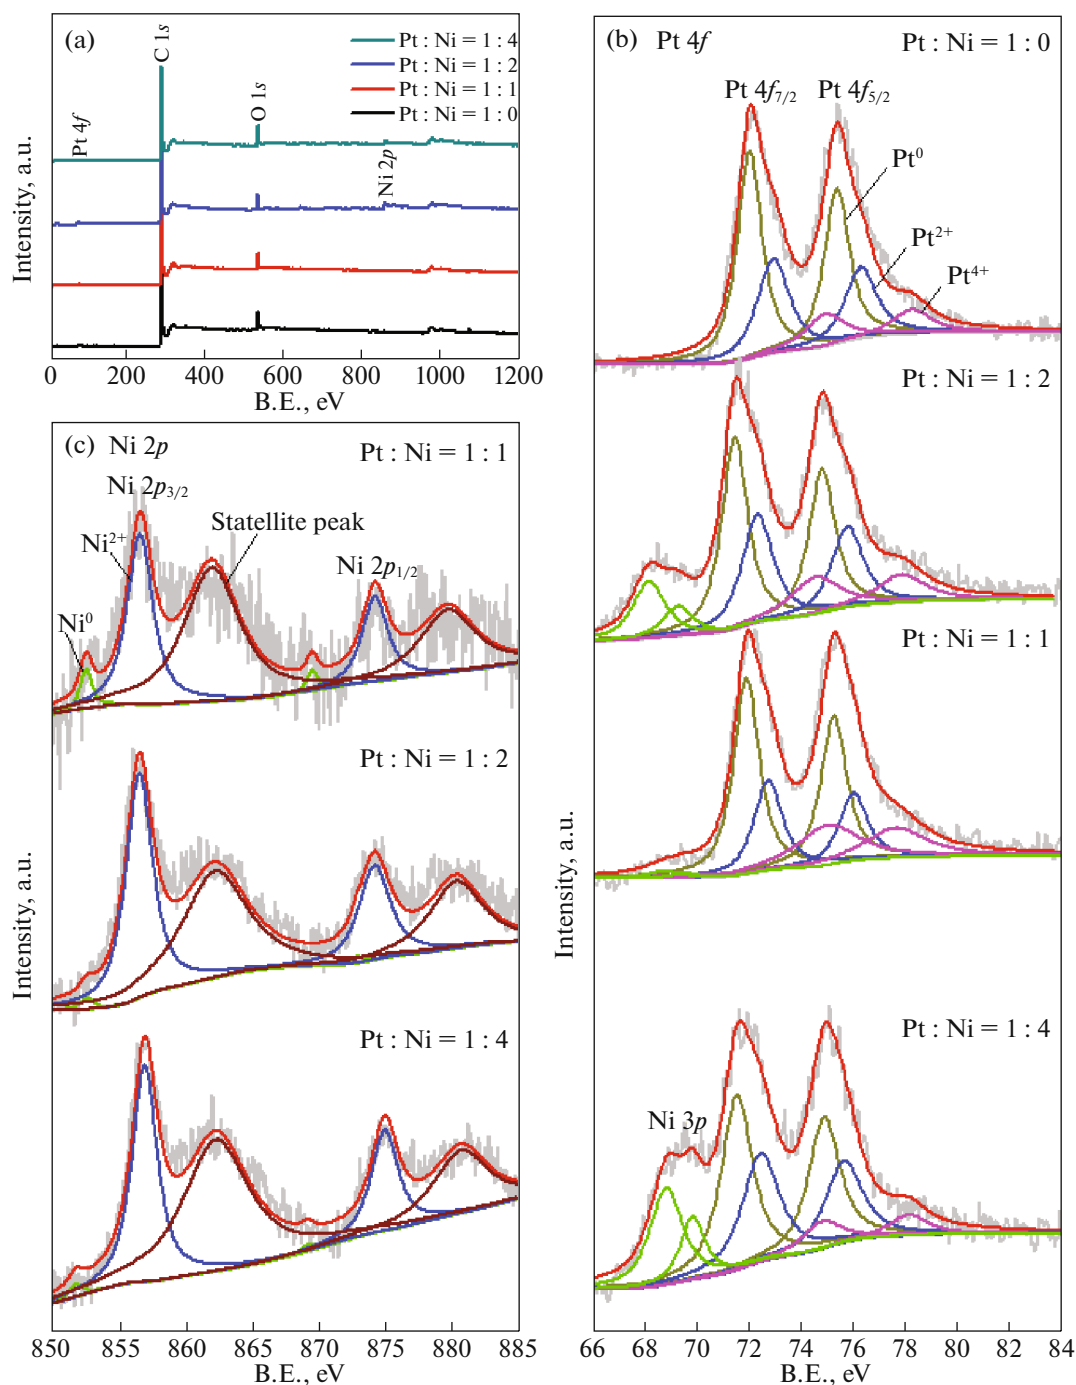 (a)
Pt : Ni = 1 : 4
Pt : Ni = 1 : 2
Pt : Ni = 1 : 1
Pt : Ni = 1 : 0
Pt 4f
C 1s
O 1s
Ni 2p
Intensity, a.u.
0 200 400 600 800 1000 1200
B.E., eV
(b) Pt 4f
Pt : Ni = 1 : 0
Pt 4f7/2 Pt 4f5/2
Pt0
Pt2+
Pt4+
Pt : Ni = 1 : 2
Pt : Ni = 1 : 1
Pt : Ni = 1 : 4
Ni 3p
Intensity, a.u.
66 68 70 72 74 76 78 80 82 84
B.E., eV
(c) Ni 2p
Pt : Ni = 1 : 1
Ni 2p3/2
Statellite peak
Ni2+
Ni 2p1/2
Ni0
Pt : Ni = 1 : 2
Pt : Ni = 1 : 4
Intensity, a.u.
850 855 860 865 870 875 880 885
B.E., eV